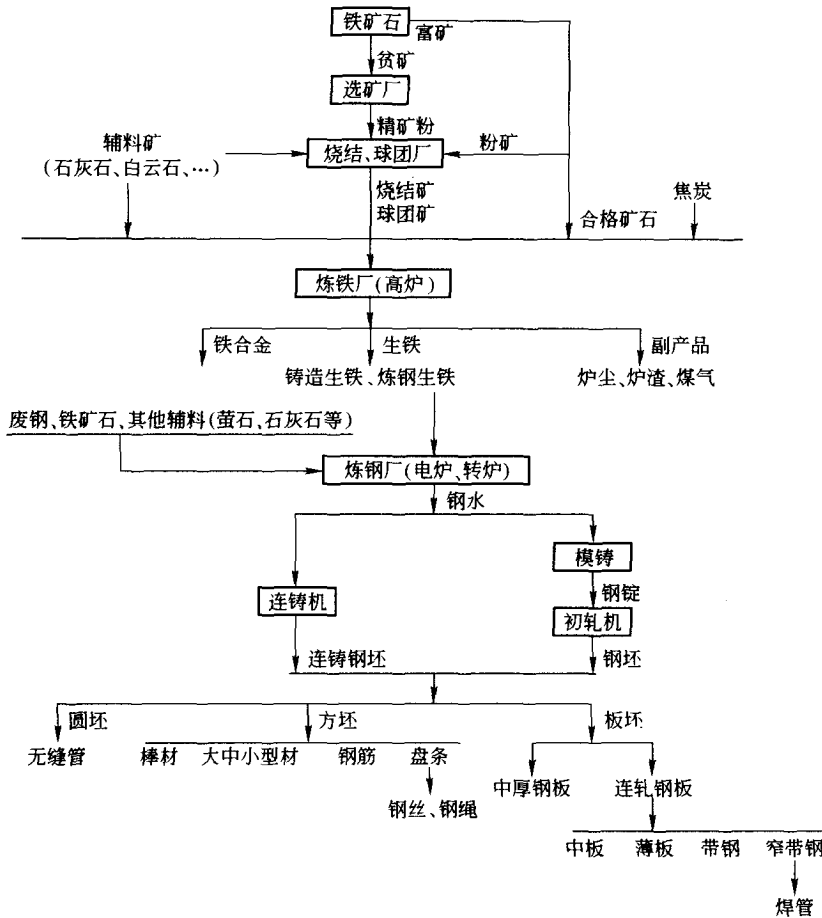 铁矿石
富矿
贫矿
选矿厂
精矿粉
辅料矿
(石灰石、白云石、…)
烧结、球团厂
粉矿
烧结矿
球团矿
合格矿石
焦炭
炼铁厂(高炉)
铁合金
生铁
副产品
铸造生铁、炼钢生铁
炉尘、炉渣、煤气
废钢、铁矿石、其他辅料(萤石、石灰石等)
炼钢厂(电炉、转炉)
钢水
模铸
连铸机
钢锭
初轧机
连铸钢坯
钢坯
圆坯
方坯
板坯
无缝管
棒材 大中小型材 钢筋 盘条
中厚钢板
连轧钢板
钢丝、钢绳
中板 薄板 带钢 窄带钢
焊管